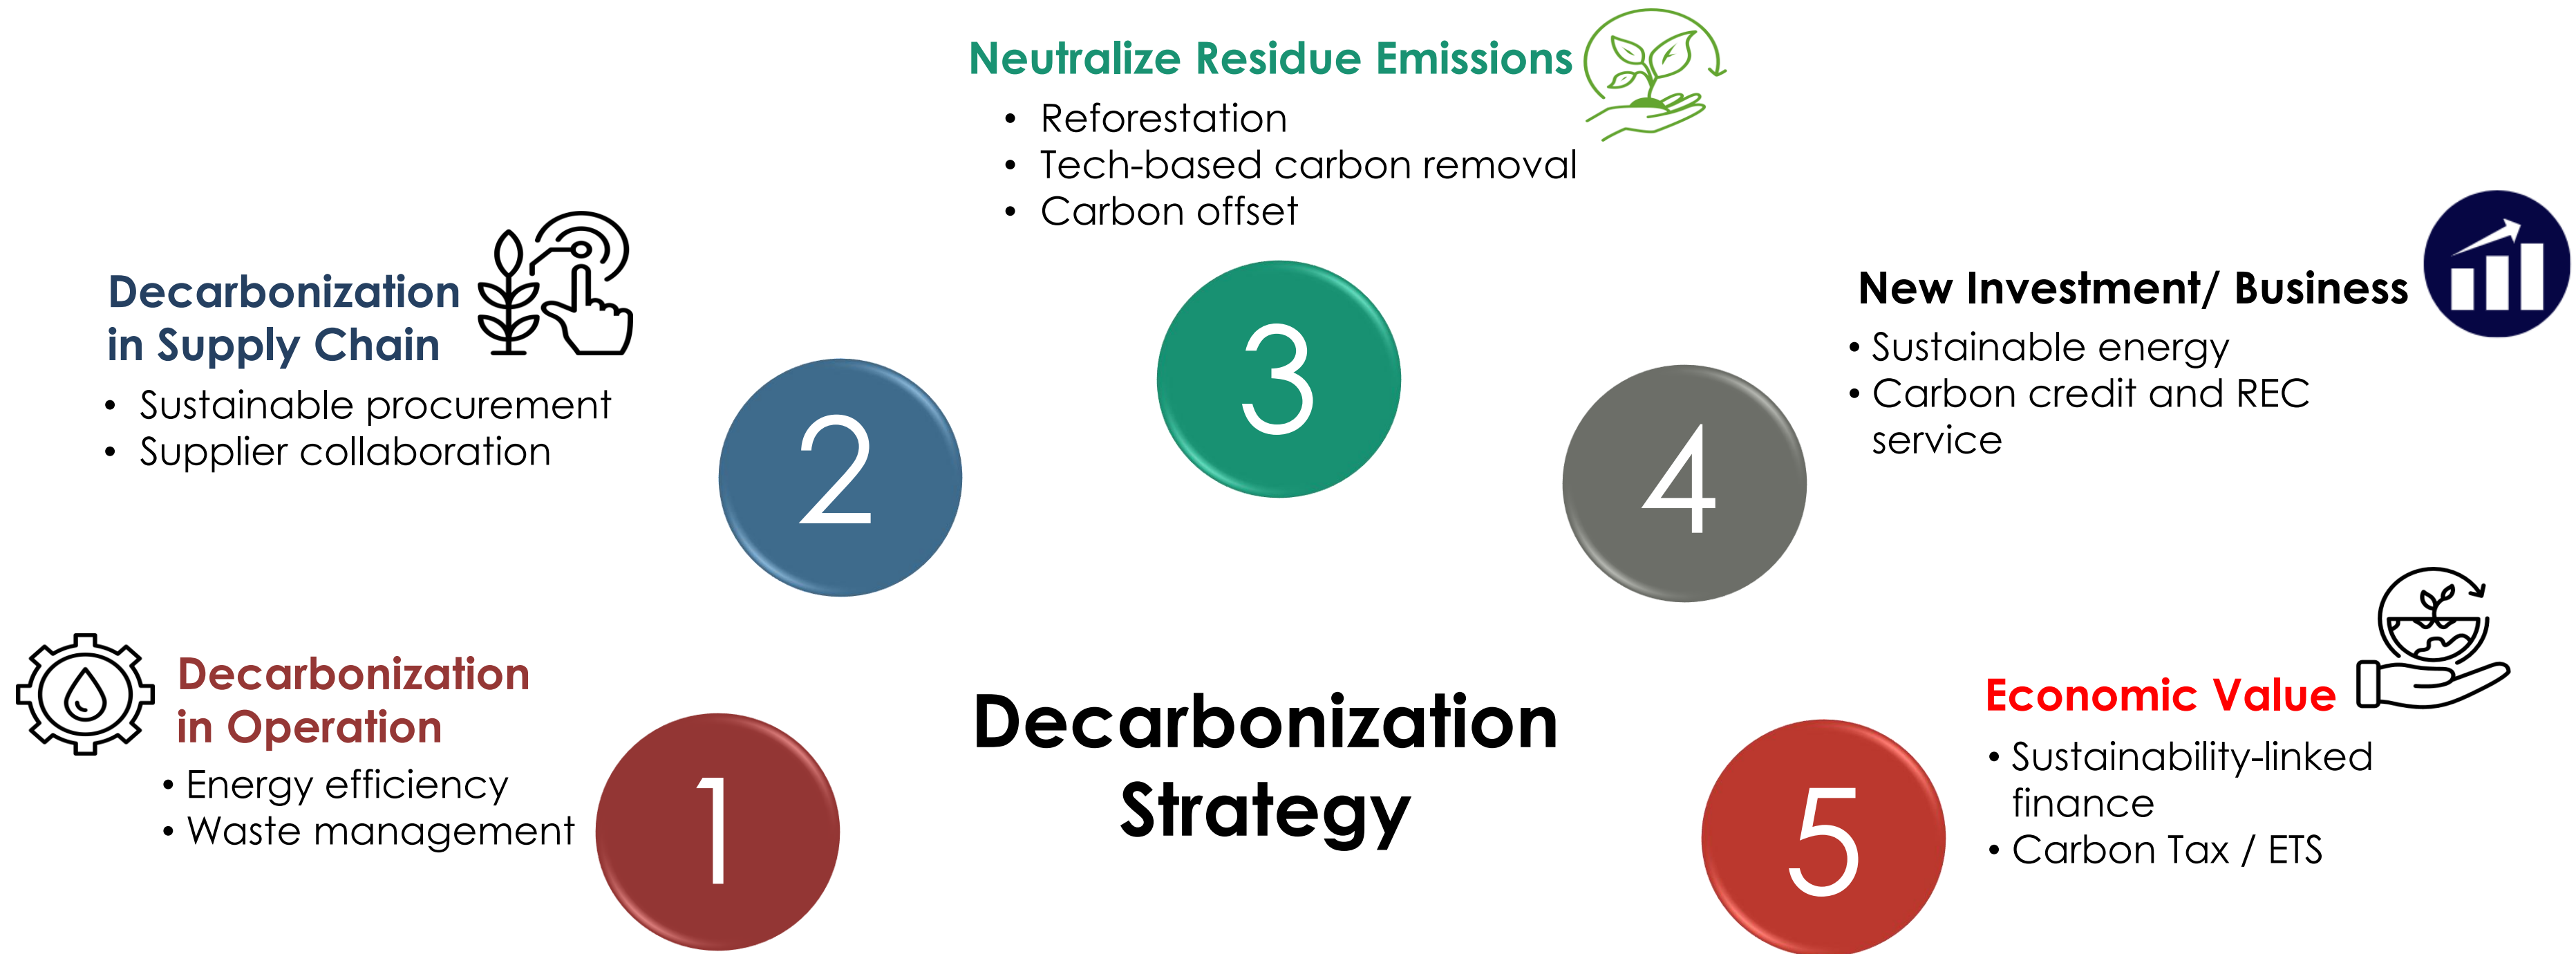 Neutralize Residue Emissions
• Reforestation
• Tech-based carbon removal
• Carbon offset
Decarbonization
in Supply Chain
• Sustainable procurement
• Supplier collaboration
New Investment/ Business
• Sustainable energy
• Carbon credit and REC
service
3
2
4
Decarbonization
in Operation
• Energy efficiency
• Waste management
1
Decarbonization
Strategy
Economic Value
• Sustainability-linked
finance
• Carbon Tax / ETS
5